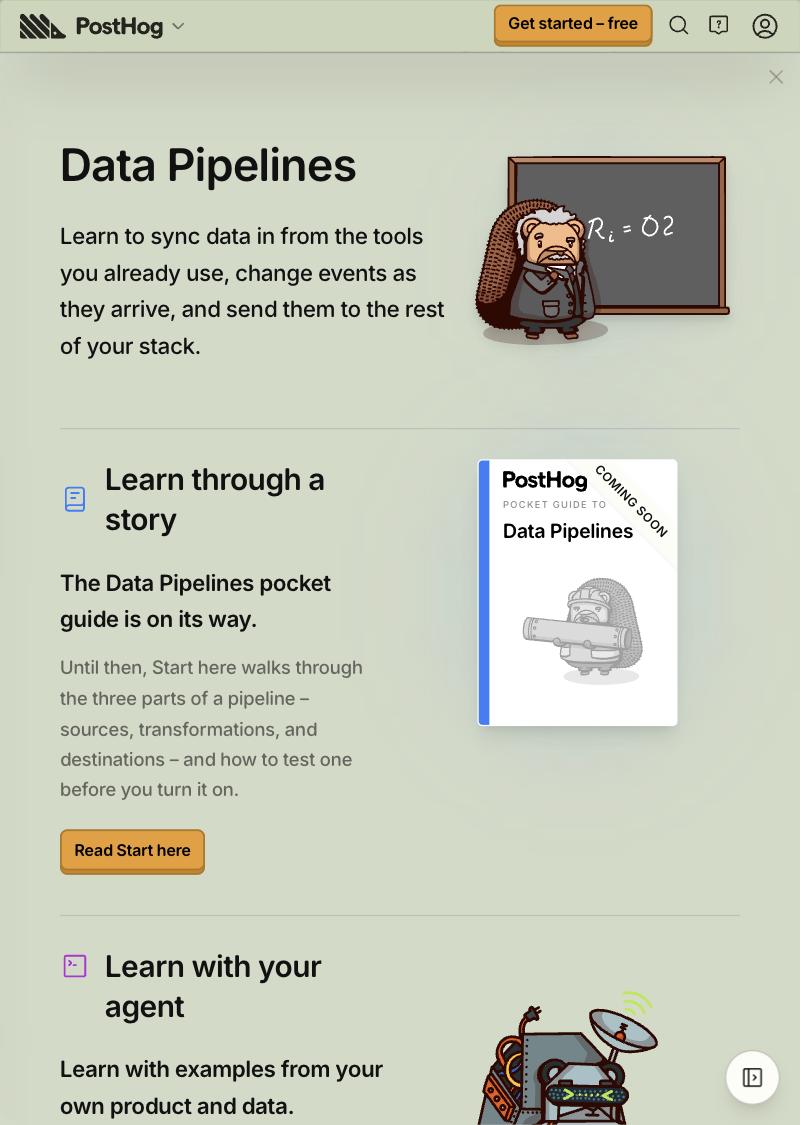 PostHog
Get started – free
Data Pipelines
Learn to sync data in from the tools
you already use, change events as
they arrive, and send them to the rest
of your stack.
Ri = 02
Learn through a
story
The Data Pipelines pocket
guide is on its way.
Until then, Start here walks through
the three parts of a pipeline –
sources, transformations, and
destinations – and how to test one
before you turn it on.
Read Start here
PostHog
COMING SOON
POCKET GUIDE TO
Data Pipelines
Learn with your
agent
Learn with examples from your
own product and data.